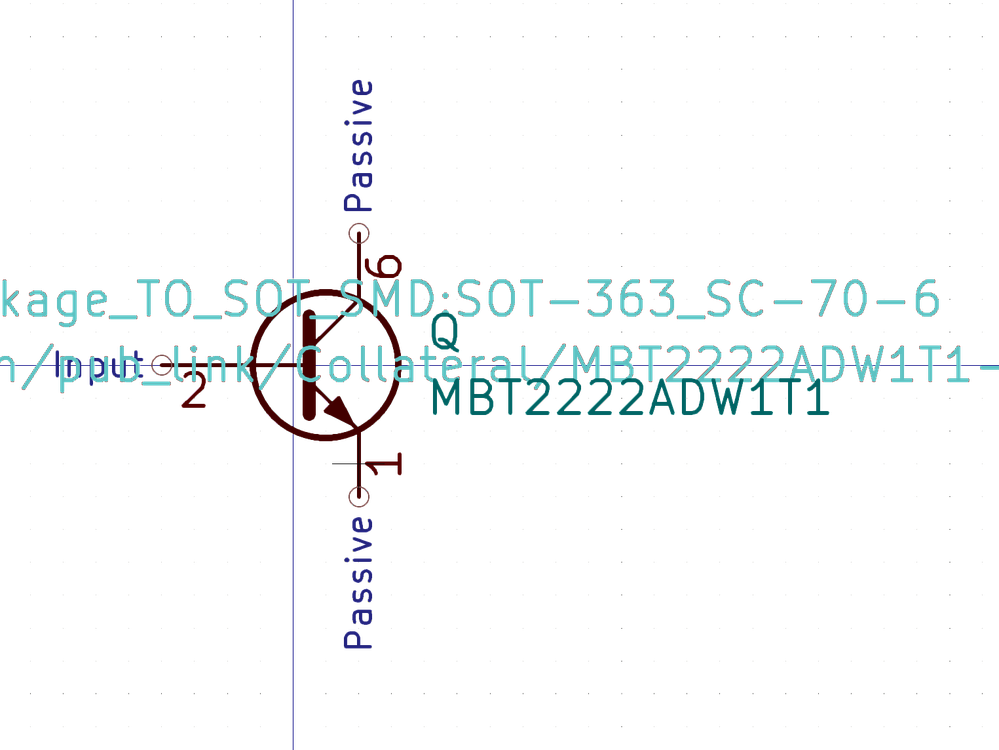 Passive
6
kage_TO_SOT_SMD:SOT-363_SC-70-6
Q
Input
n/pub_link/Collateral/MBT2222ADW1T1-
2
MBT2222ADW1T1
1
Passive